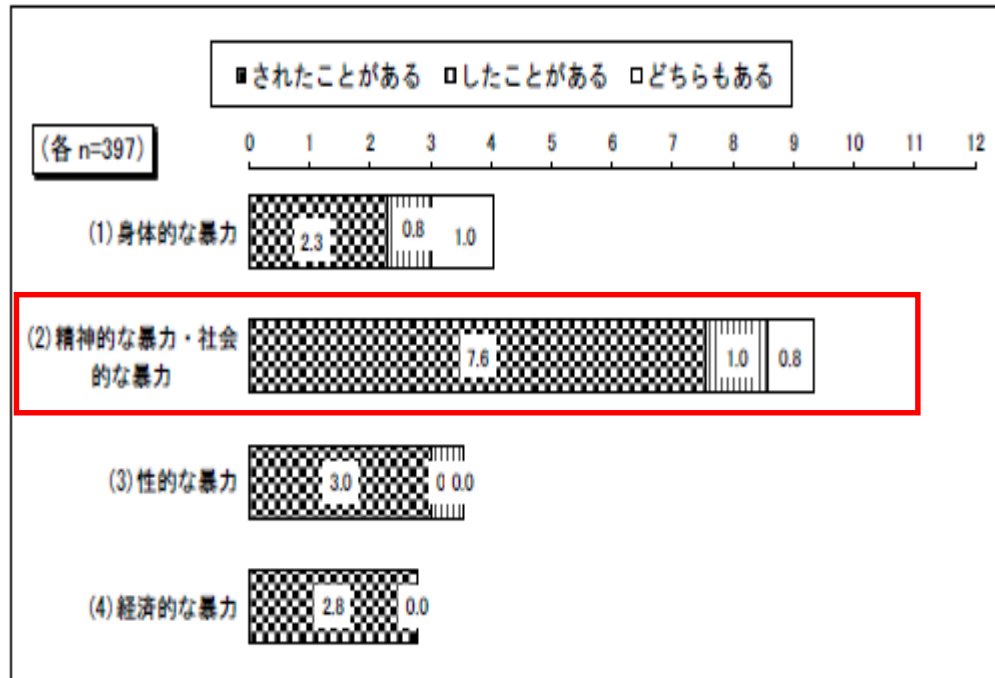 ■されたことがある □したことがある □どちらもある
(各 n=397)
0 1 2 3 4 5 6 7 8 9 10 11 12
(1)身体的な暴力 2.3 0.8 1.0
(2)精神的な暴力・社会
的な暴力
7.6 1.0 0.8
(3)性的な暴力 3.0 0 0.0
(4)経済的な暴力 2.8 0.0